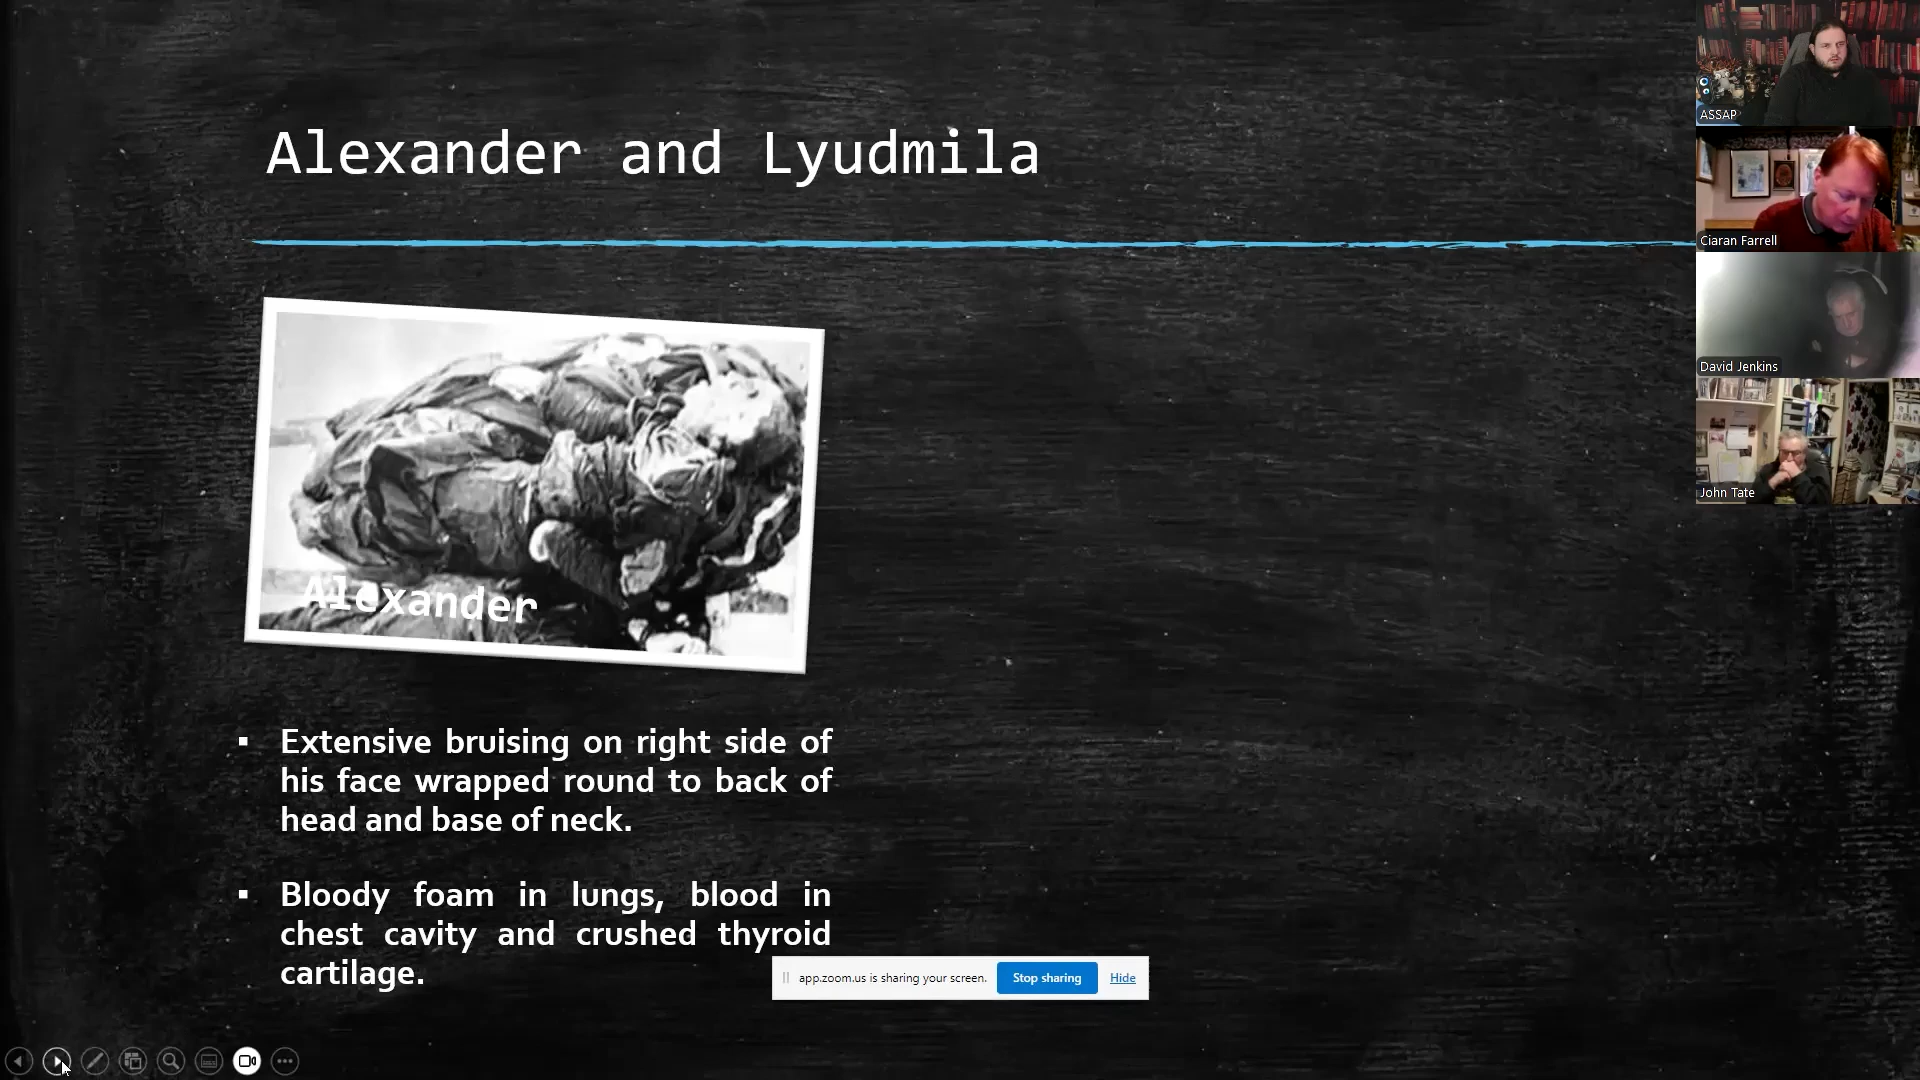 Alexander and Lyudmila
Alexander
▪ Extensive bruising on right side of
his face wrapped round to back of
head and base of neck.
▪ Bloody foam in lungs, blood in
chest cavity and crushed thyroid
cartilage.
app.zoom.us is sharing your screen. Stop sharing Hide
ASSAP
Ciaran Farrell
David Jenkins
John Tate